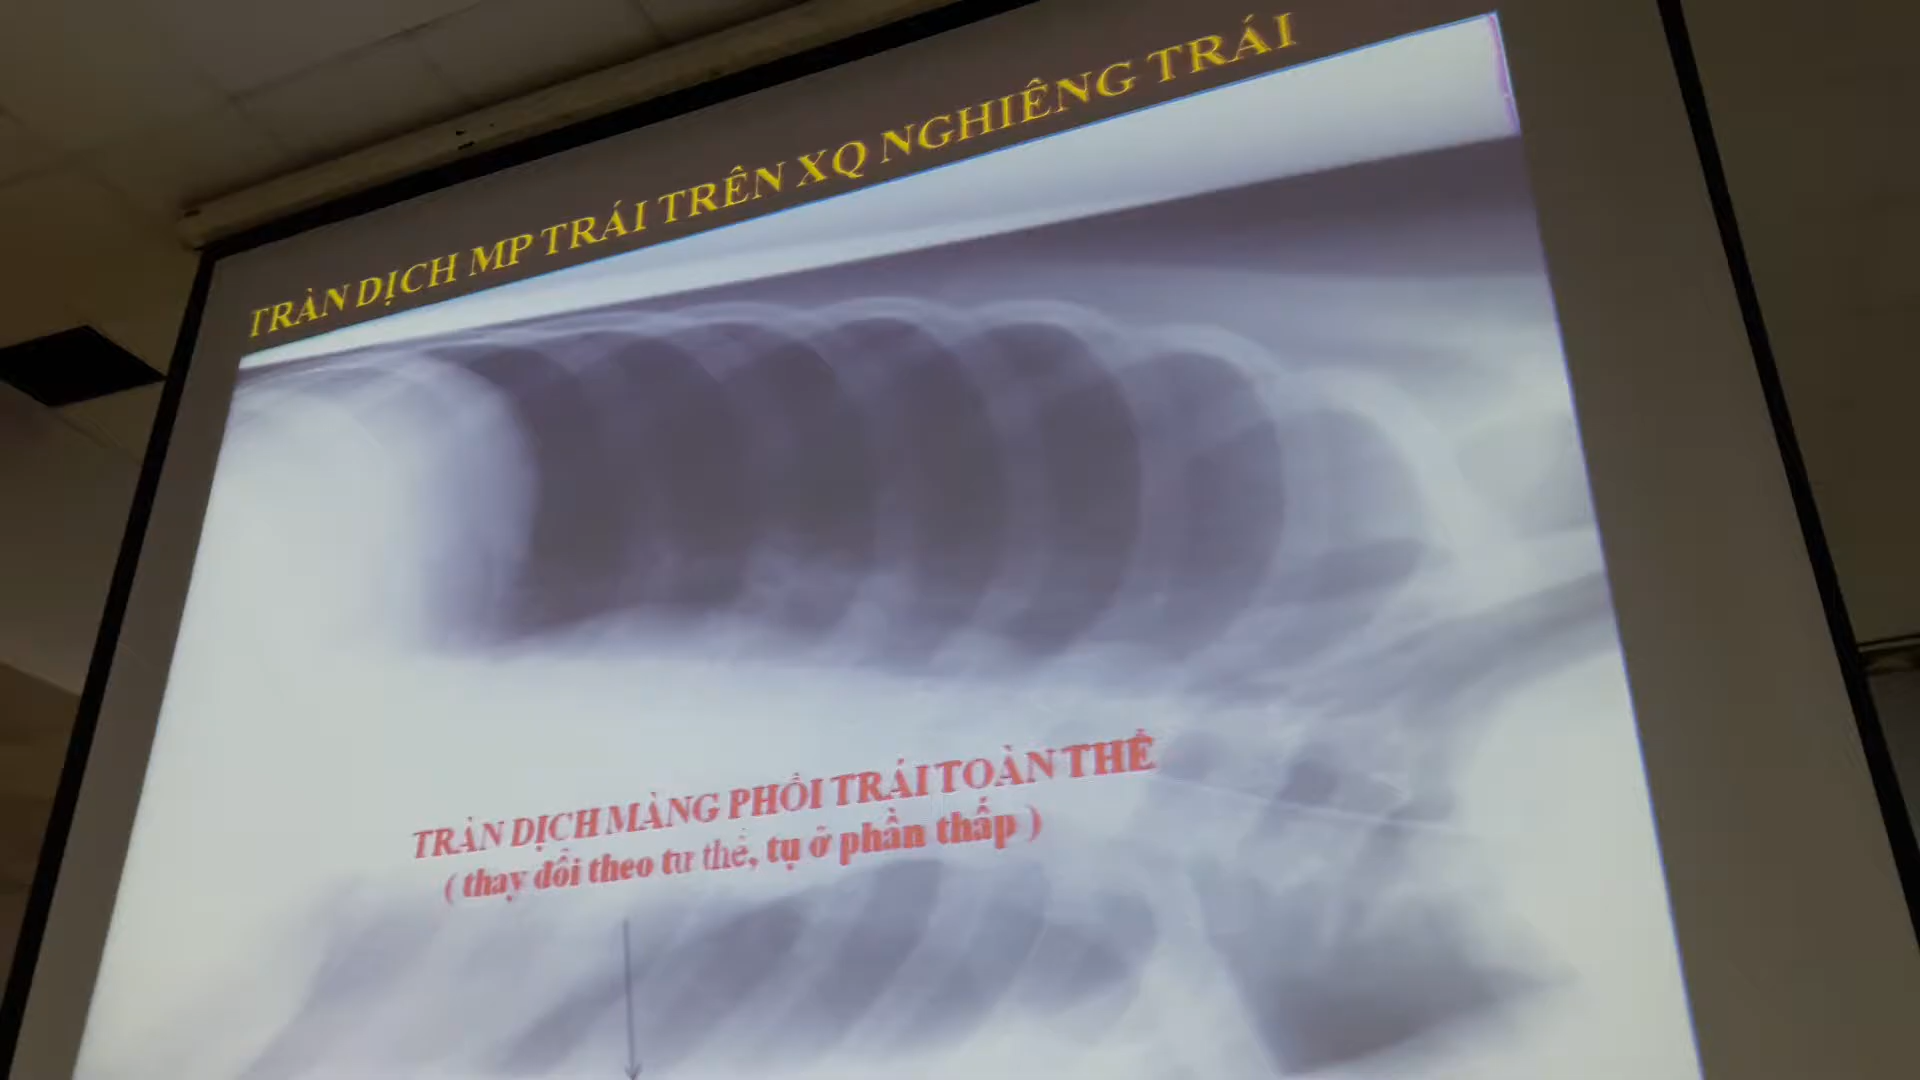 TRÀN DỊCH MP TRÁI TRÊN XQ NGHIÊNG TRÁI
TRÀN DỊCH MÀNG PHỔI TRÁI TOÀN THỂ
( thay đổi theo tư thế, tụ ở phần thấp )